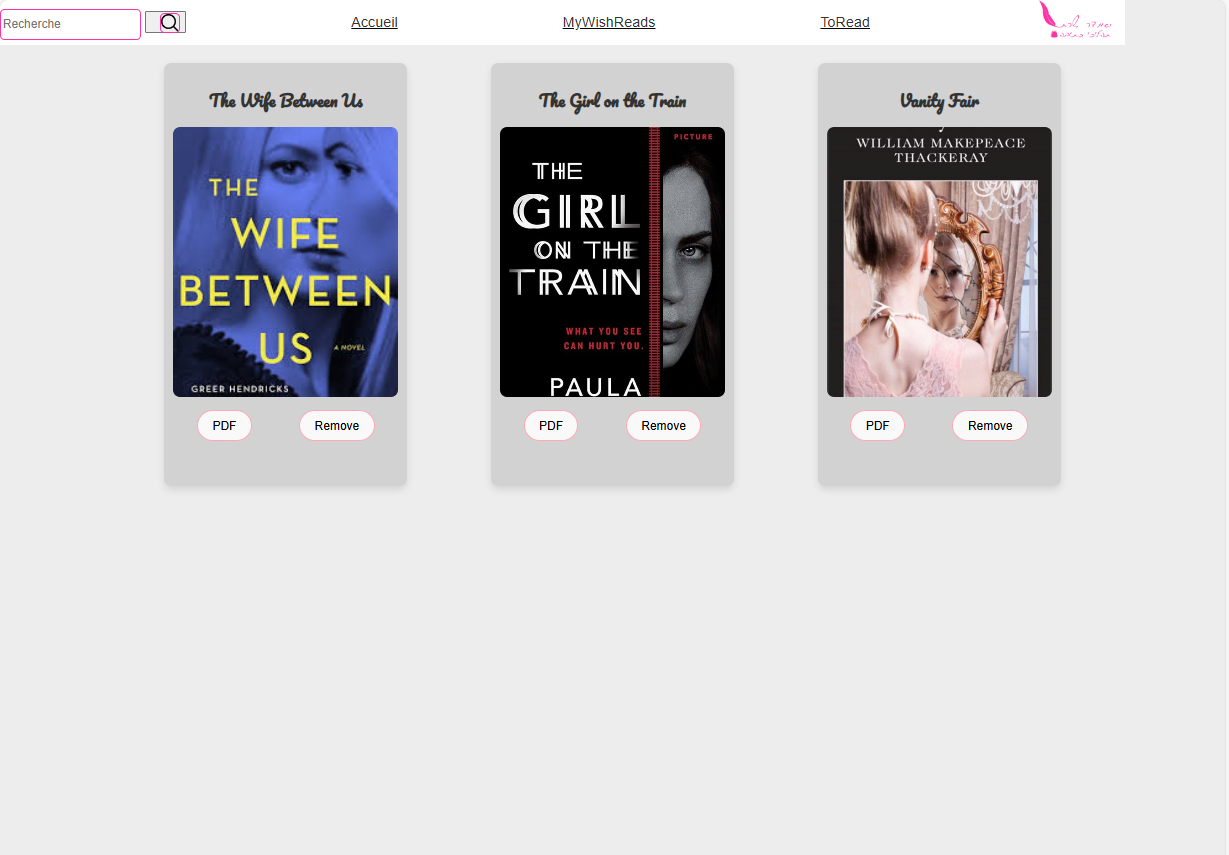 Recherche
Accueil
MyWishReads
ToRead
The Wife Between Us
THE
WIFE
BETWEEN
US
A NOVEL
GREER HENDRICKS
PDF
Remove
The Girl on the Train
PICTURE
THE
GIRL
ON THE
TRAIN
WHAT YOU SEE
CAN HURT YOU.
PAULA
PDF
Remove
Vanity Fair
WILLIAM MAKEPEACE
THACKERAY
PDF
Remove